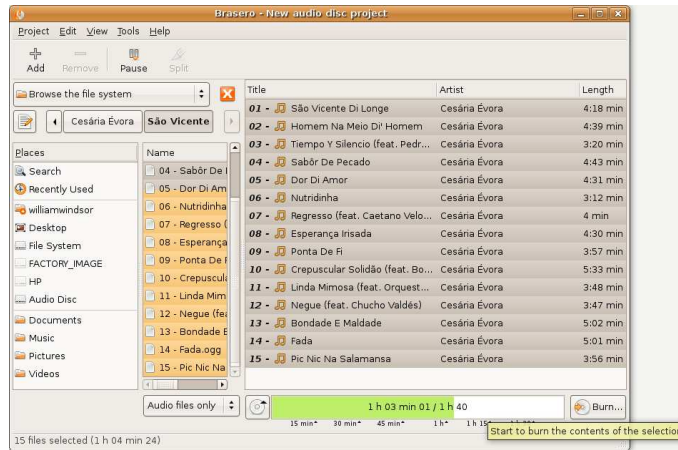 Brasero - New audio disc project
Project Edit View Tools Help
Add Remove Pause Split
Browse the file system
Cesária Évora São Vicente
Places
Search
Recently Used
williamwindsor
Desktop
File System
FACTORY_IMAGE
HP
Audio Disc
Documents
Music
Pictures
Videos
Name
04 - Sabôr De
05 - Dor Di Am
06 - Nutridinha
07 - Regresso (
08 - Esperança
09 - Ponta De F
10 - Crepuscula
11 - Linda Mim
12 - Negue (fea
13 - Bondade E
14 - Fada.ogg
15 - Pic Nic Na
Title Artist Length
01 - São Vicente Di Longe Cesária Évora 4:18 min
02 - Homem Na Meio Di' Homem Cesária Évora 4:39 min
03 - Tiempo Y Silencio (feat. Pedr... Cesária Évora 3:20 min
04 - Sabôr De Pecado Cesária Évora 4:43 min
05 - Dor Di Amor Cesária Évora 4:31 min
06 - Nutridinha Cesária Évora 3:12 min
07 - Regresso (feat. Caetano Velo... Cesária Évora 4 min
08 - Esperança Irisada Cesária Évora 4:30 min
09 - Ponta De Fi Cesária Évora 3:57 min
10 - Crepuscular Solidão (feat. Bo... Cesária Évora 5:33 min
11 - Linda Mimosa (feat. Orquest... Cesária Évora 3:48 min
12 - Negue (feat. Chucho Valdés) Cesária Évora 3:47 min
13 - Bondade E Maldade Cesária Évora 5:02 min
14 - Fada Cesária Évora 5:01 min
15 - Pic Nic Na Salamansa Cesária Évora 3:56 min
Audio files only
1 h 03 min 01 / 1 h 40
Burn...
15 min 30 min 45 min 1 h 1 h 15
Start to burn the contents of the selection
15 files selected (1 h 04 min 24)